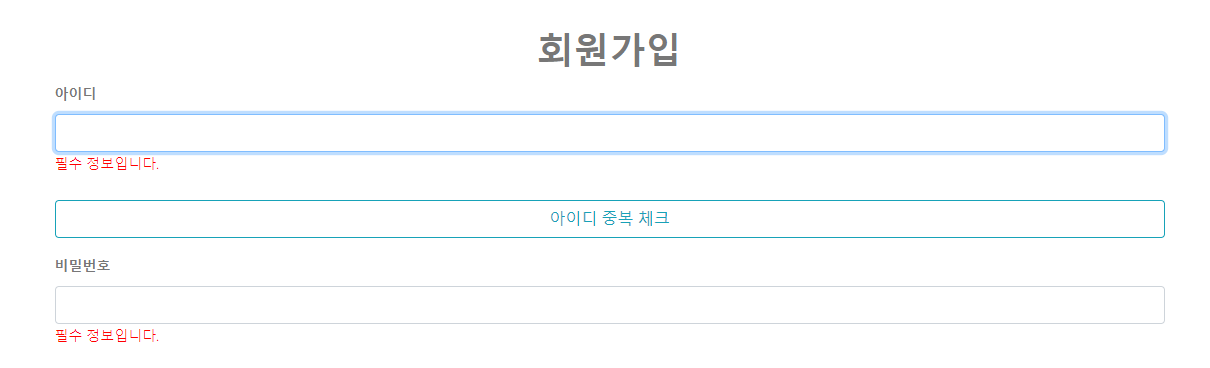 회원가입
아이디
필수 정보입니다.
아이디 중복 체크
비밀번호
필수 정보입니다.